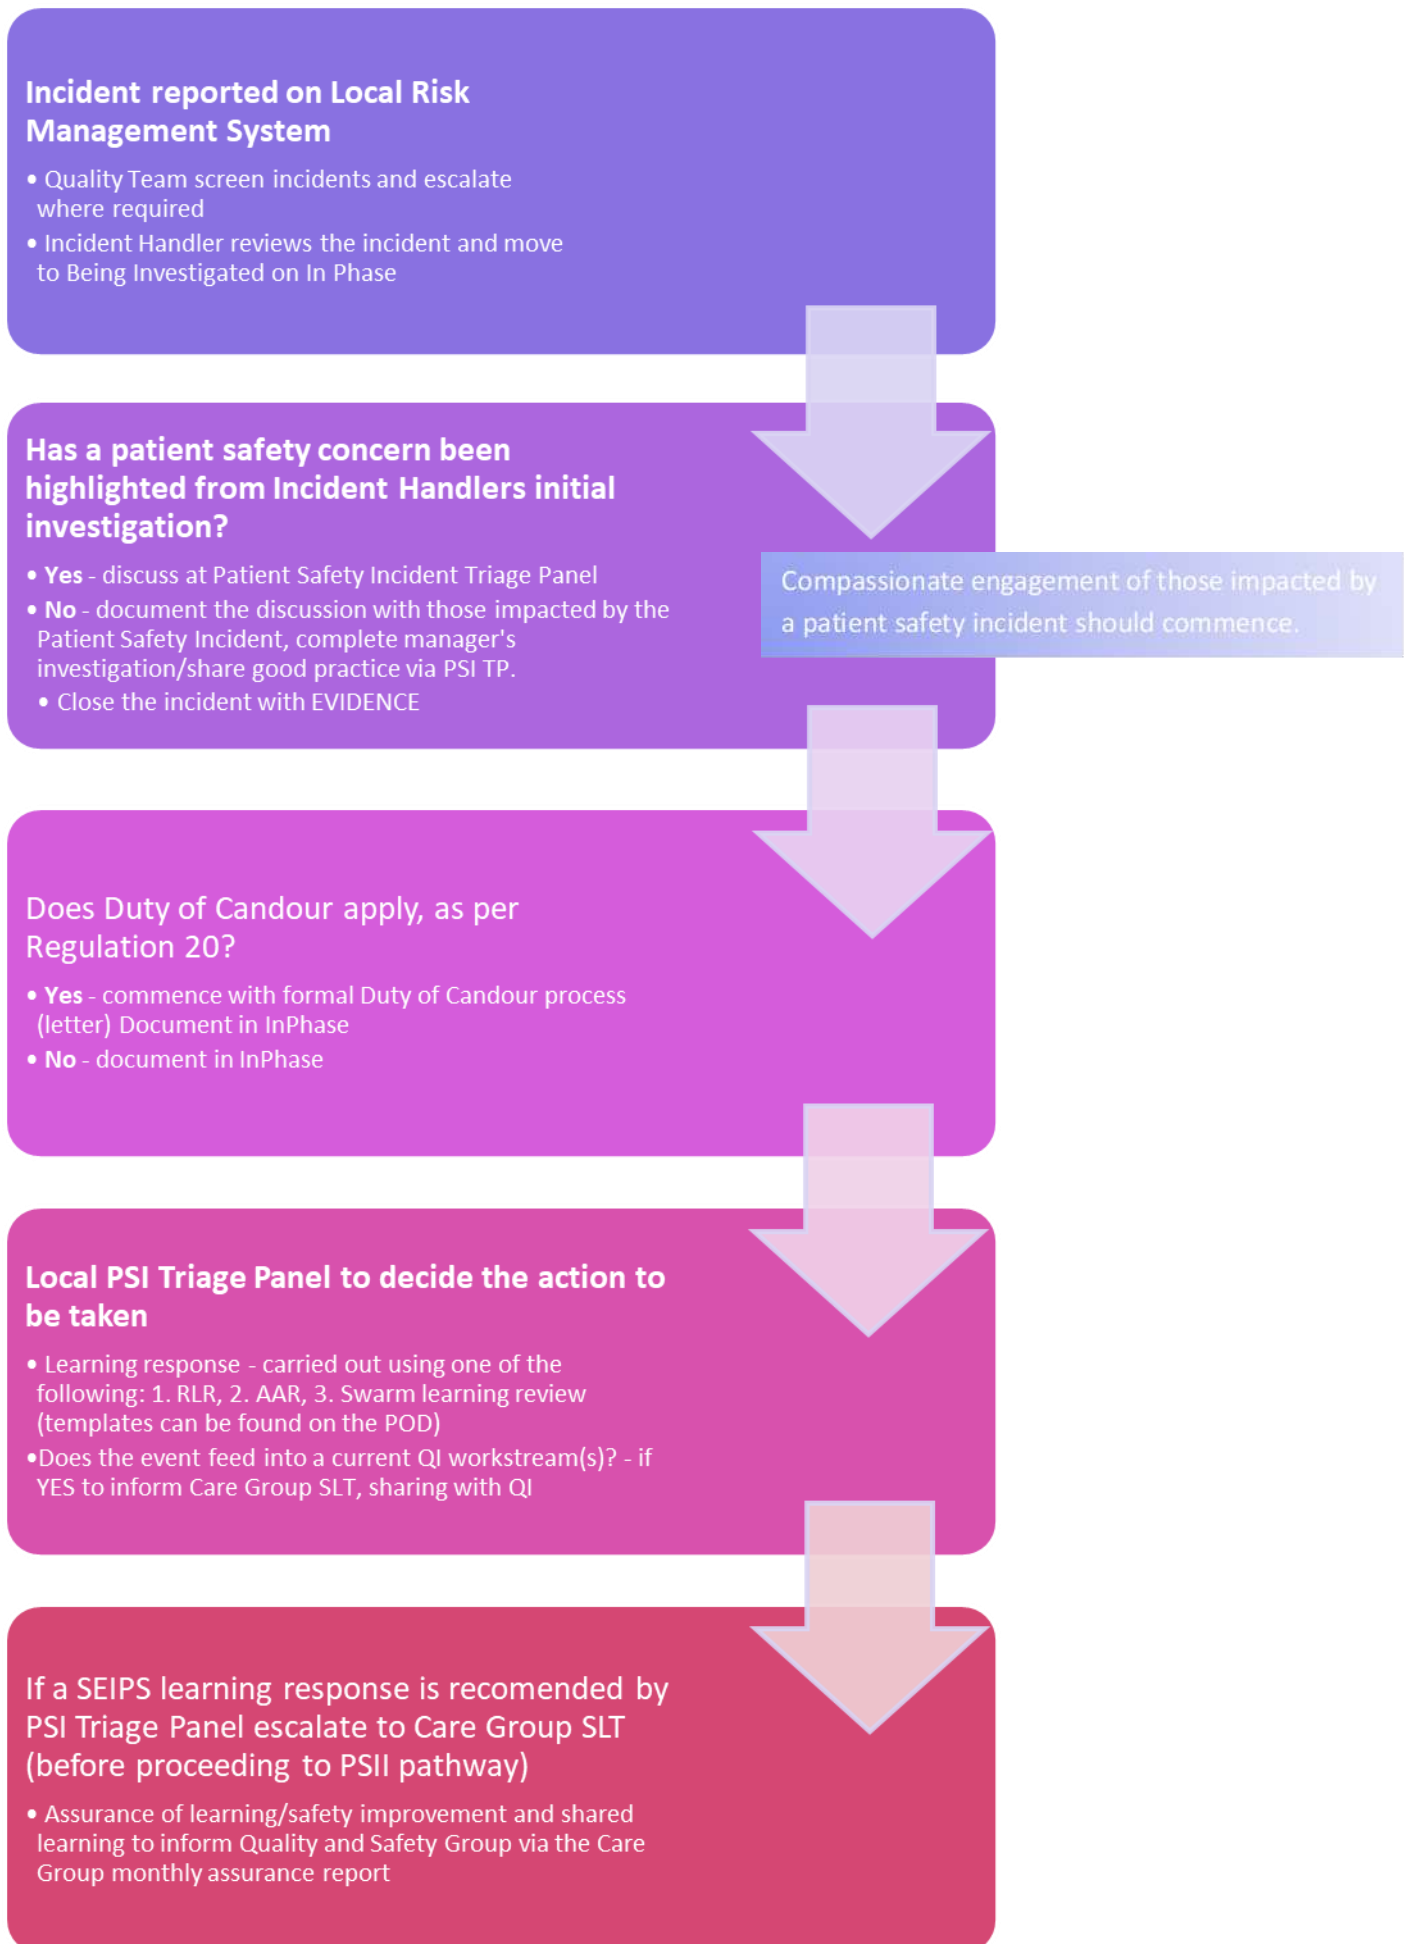 Incident reported on Local Risk
Management System
• Quality Team screen incidents and escalate
where required
• Incident Handler reviews the incident and move
to Being Investigated on In Phase
Has a patient safety concern been
highlighted from Incident Handlers initial
investigation?
• Yes - discuss at Patient Safety Incident Triage Panel
• No - document the discussion with those impacted by the
Patient Safety Incident, complete manager's
investigation/share good practice via PSI TP.
• Close the incident with EVIDENCE
Compassionate engagement of those impacted by
a patient safety incident should commence.
Does Duty of Candour apply, as per
Regulation 20?
• Yes - commence with formal Duty of Candour process
(letter) Document in InPhase
• No - document in InPhase
Local PSI Triage Panel to decide the action to
be taken
• Learning response - carried out using one of the
following: 1. RLR, 2. AAR, 3. Swarm learning review
(templates can be found on the POD)
•Does the event feed into a current QI workstream(s)? - if
YES to inform Care Group SLT, sharing with QI
If a SEIPS learning response is recomended by
PSI Triage Panel escalate to Care Group SLT
(before proceeding to PSII pathway)
• Assurance of learning/safety improvement and shared
learning to inform Quality and Safety Group via the Care
Group monthly assurance report